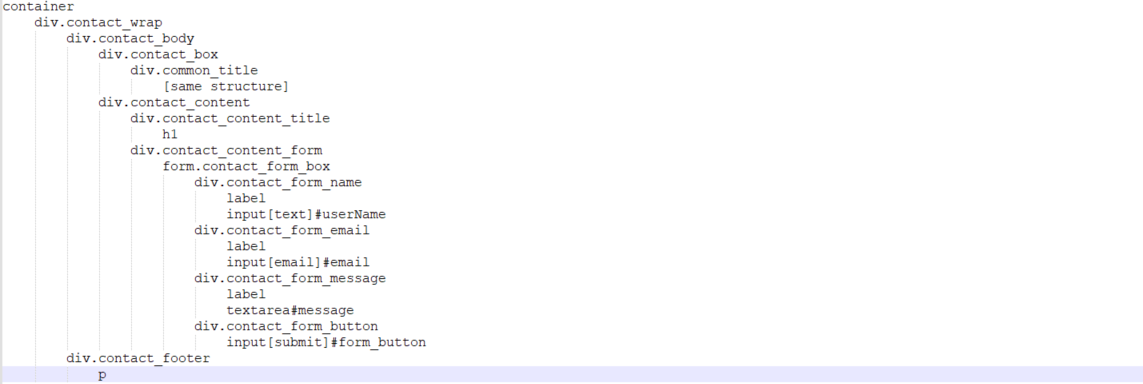 container
div.contact_wrap
div.contact_body
div.contact_box
div.common_title
[same structure]
div.contact_content
div.contact_content_title
h1
div.contact_content_form
form.contact_form_box
div.contact_form_name
label
input[text]#userName
div.contact_form_email
label
input[email]#email
div.contact_form_message
label
textarea#message
div.contact_form_button
input[submit]#form_button
div.contact_footer
p